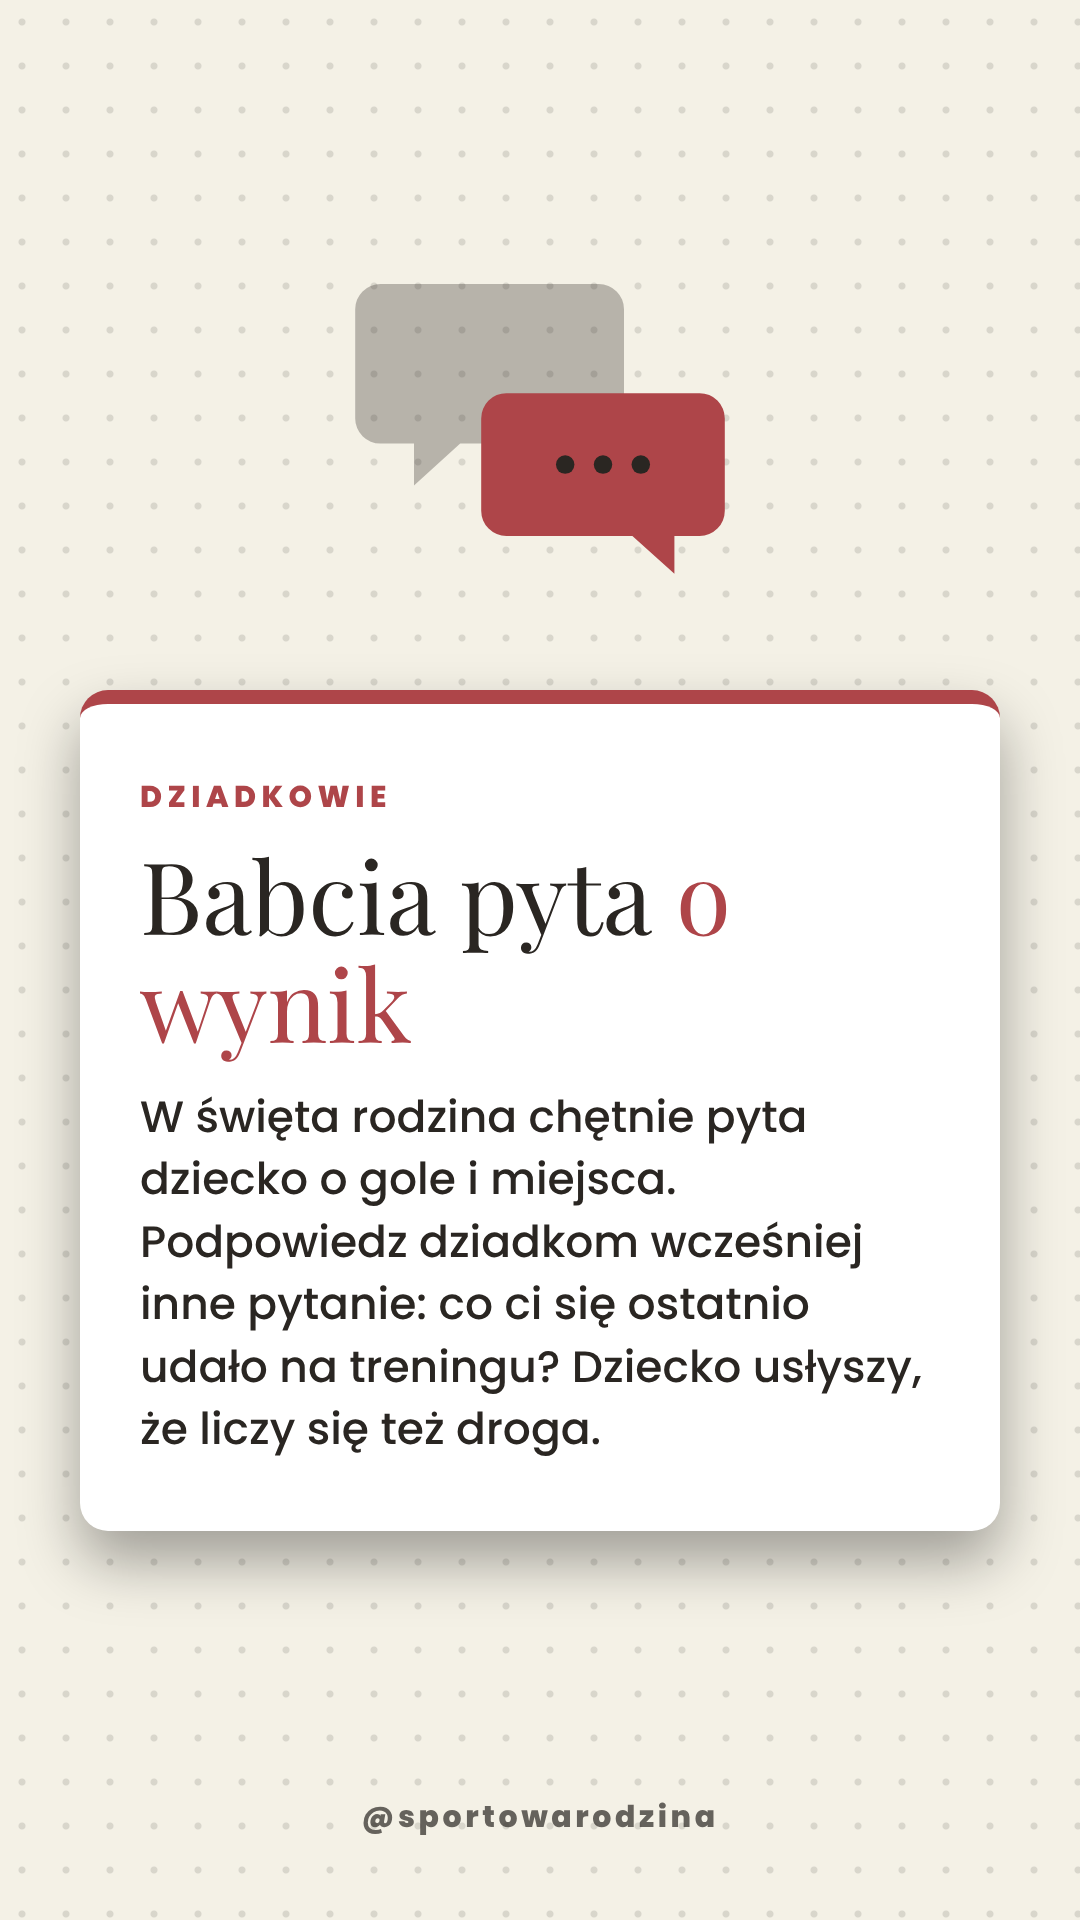 DZIADKOWIE
Babcia pyta o
wynik
W święta rodzina chętnie pyta
dziecko o gole i miejsca.
Podpowiedz dziadkom wcześniej
inne pytanie: co ci się ostatnio
udało na treningu? Dziecko usłyszy,
że liczy się też droga.
@sportowarodzina